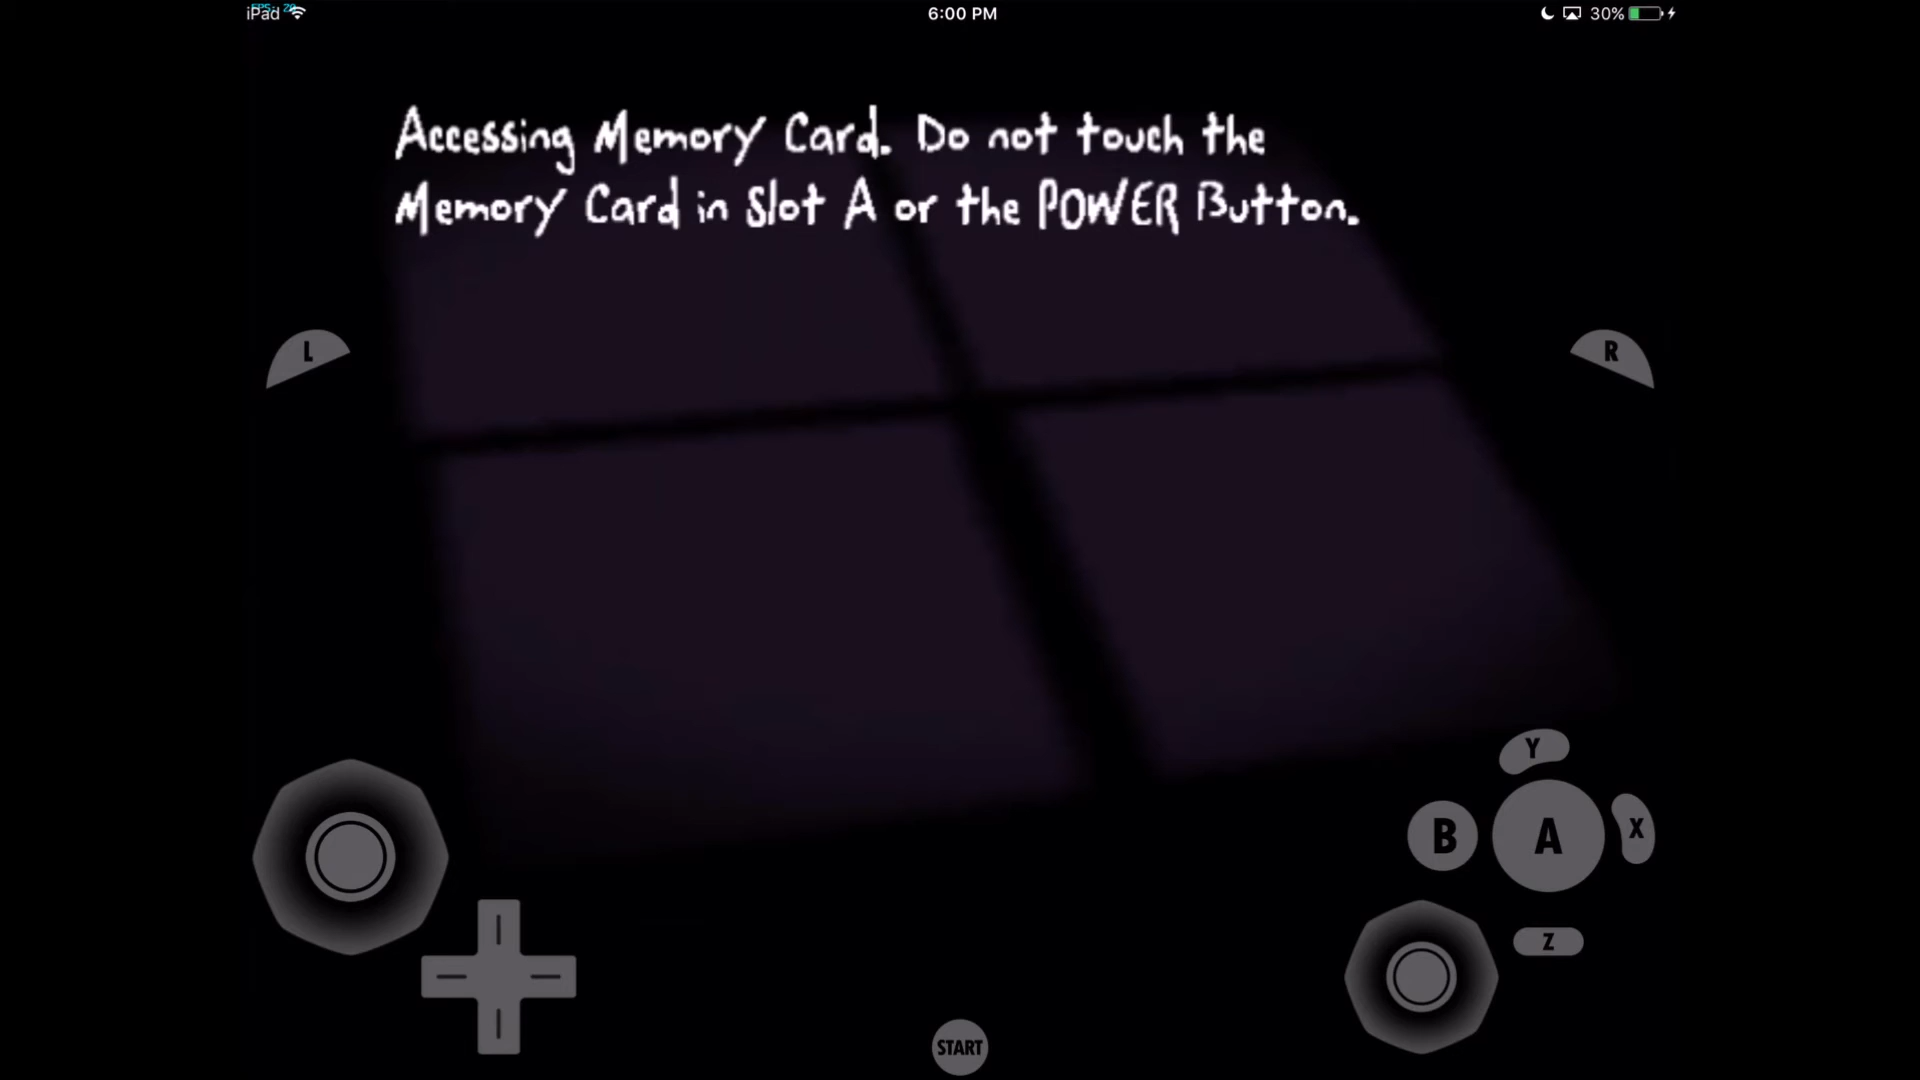 iPad
6:00 PM
30%
Accessing Memory Card. Do not touch the
Memory Card in Slot A or the POWER Button.
L
R
Y
B
A
X
Z
START